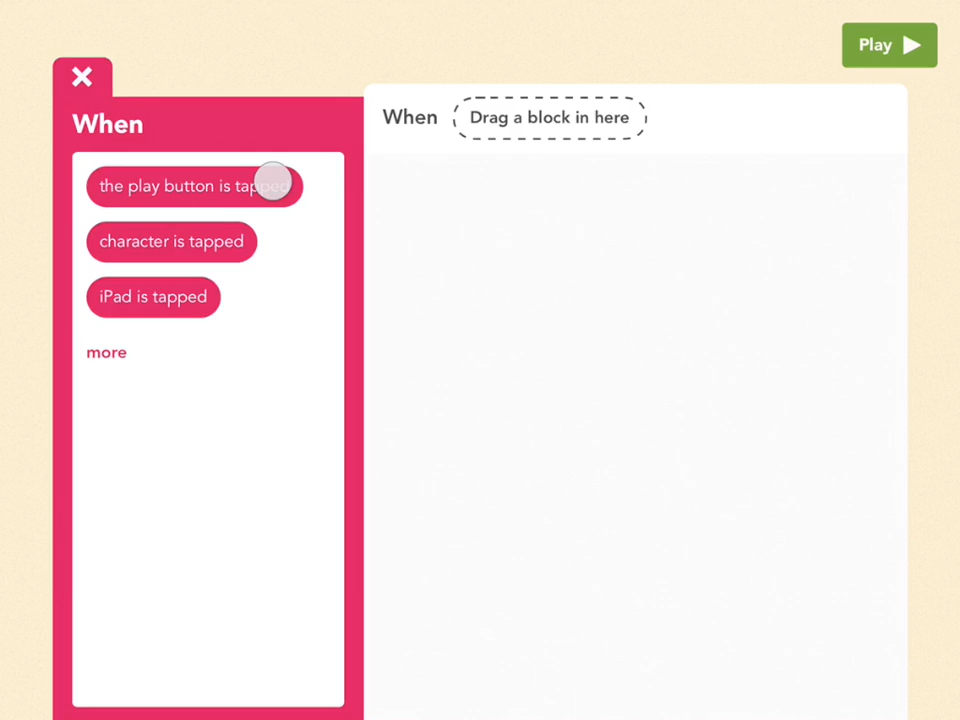 Play
When
When
Drag a block in here
the play button is tapped
character is tapped
iPad is tapped
more